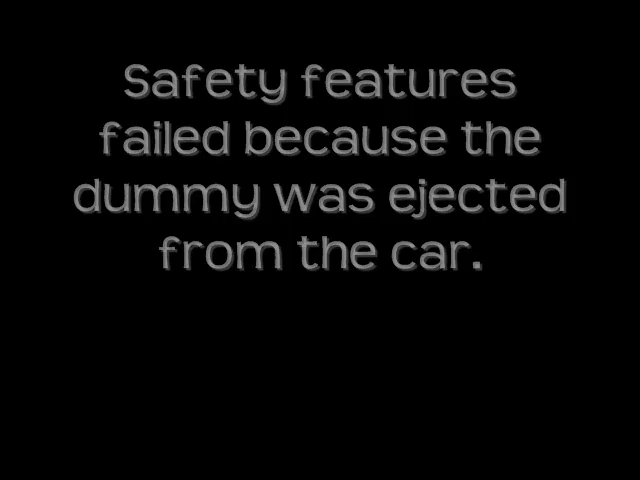 Safety features
failed because the
dummy was ejected
from the car.